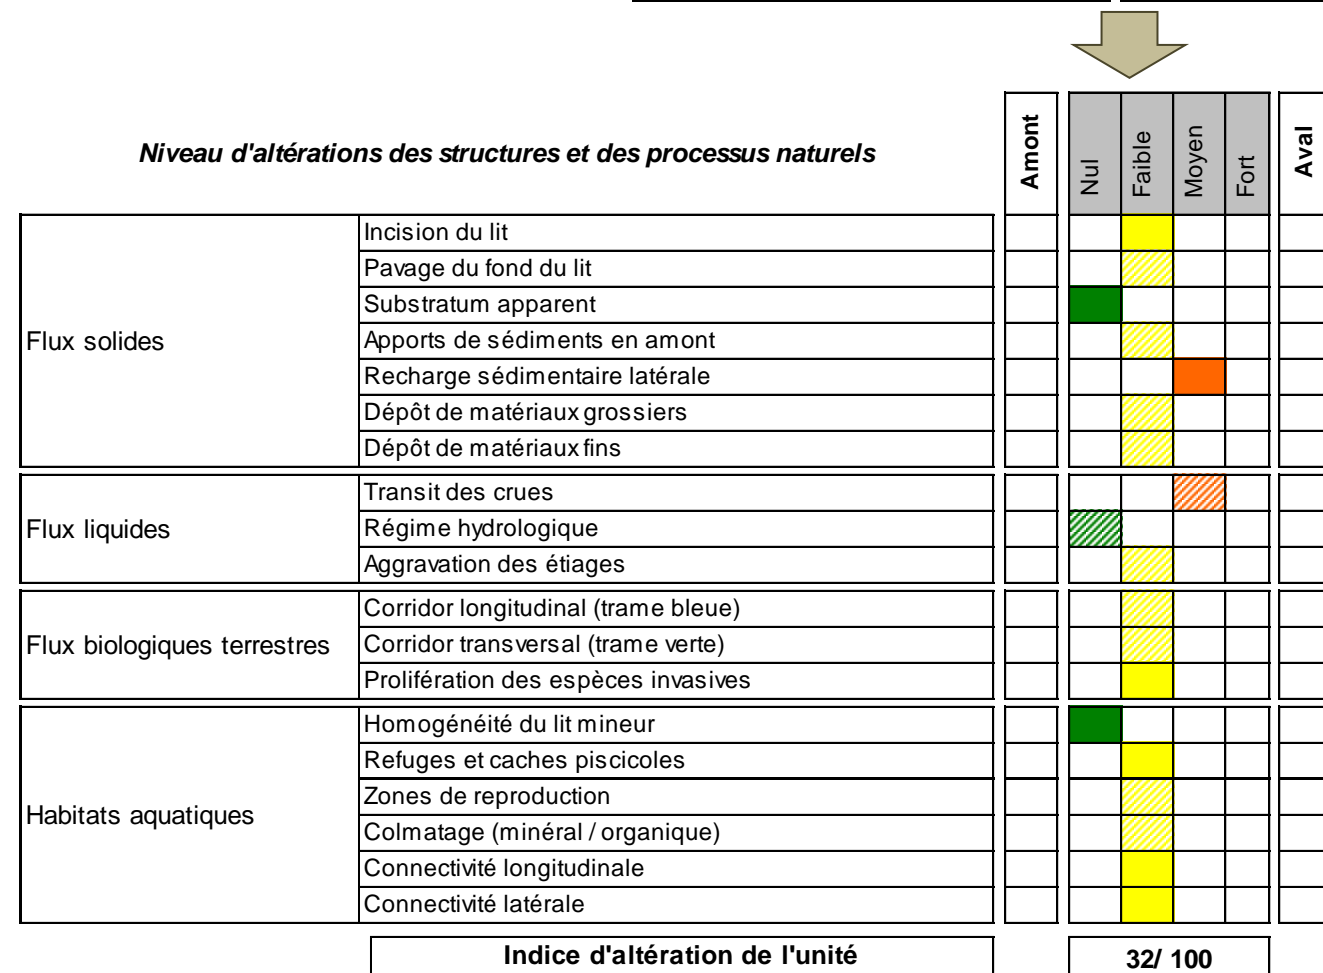 Niveau d'altérations des structures et des processus naturels
Amont
Nul
Faible
Moyen
Fort
Aval
Flux solides
Incision du lit
Pavage du fond du lit
Substratum apparent
Apports de sédiments en amont
Recharge sédimentaire latérale
Dépôt de matériaux grossiers
Dépôt de matériaux fins
Flux liquides
Transit des crues
Régime hydrologique
Aggravation des étiages
Flux biologiques terrestres
Corridor longitudinal (trame bleue)
Corridor transversal (trame verte)
Prolifération des espèces invasives
Habitats aquatiques
Homogénéité du lit mineur
Refuges et caches piscicoles
Zones de reproduction
Colmatage (minéral / organique)
Connectivité longitudinale
Connectivité latérale
Indice d'altération de l'unité
32/ 100